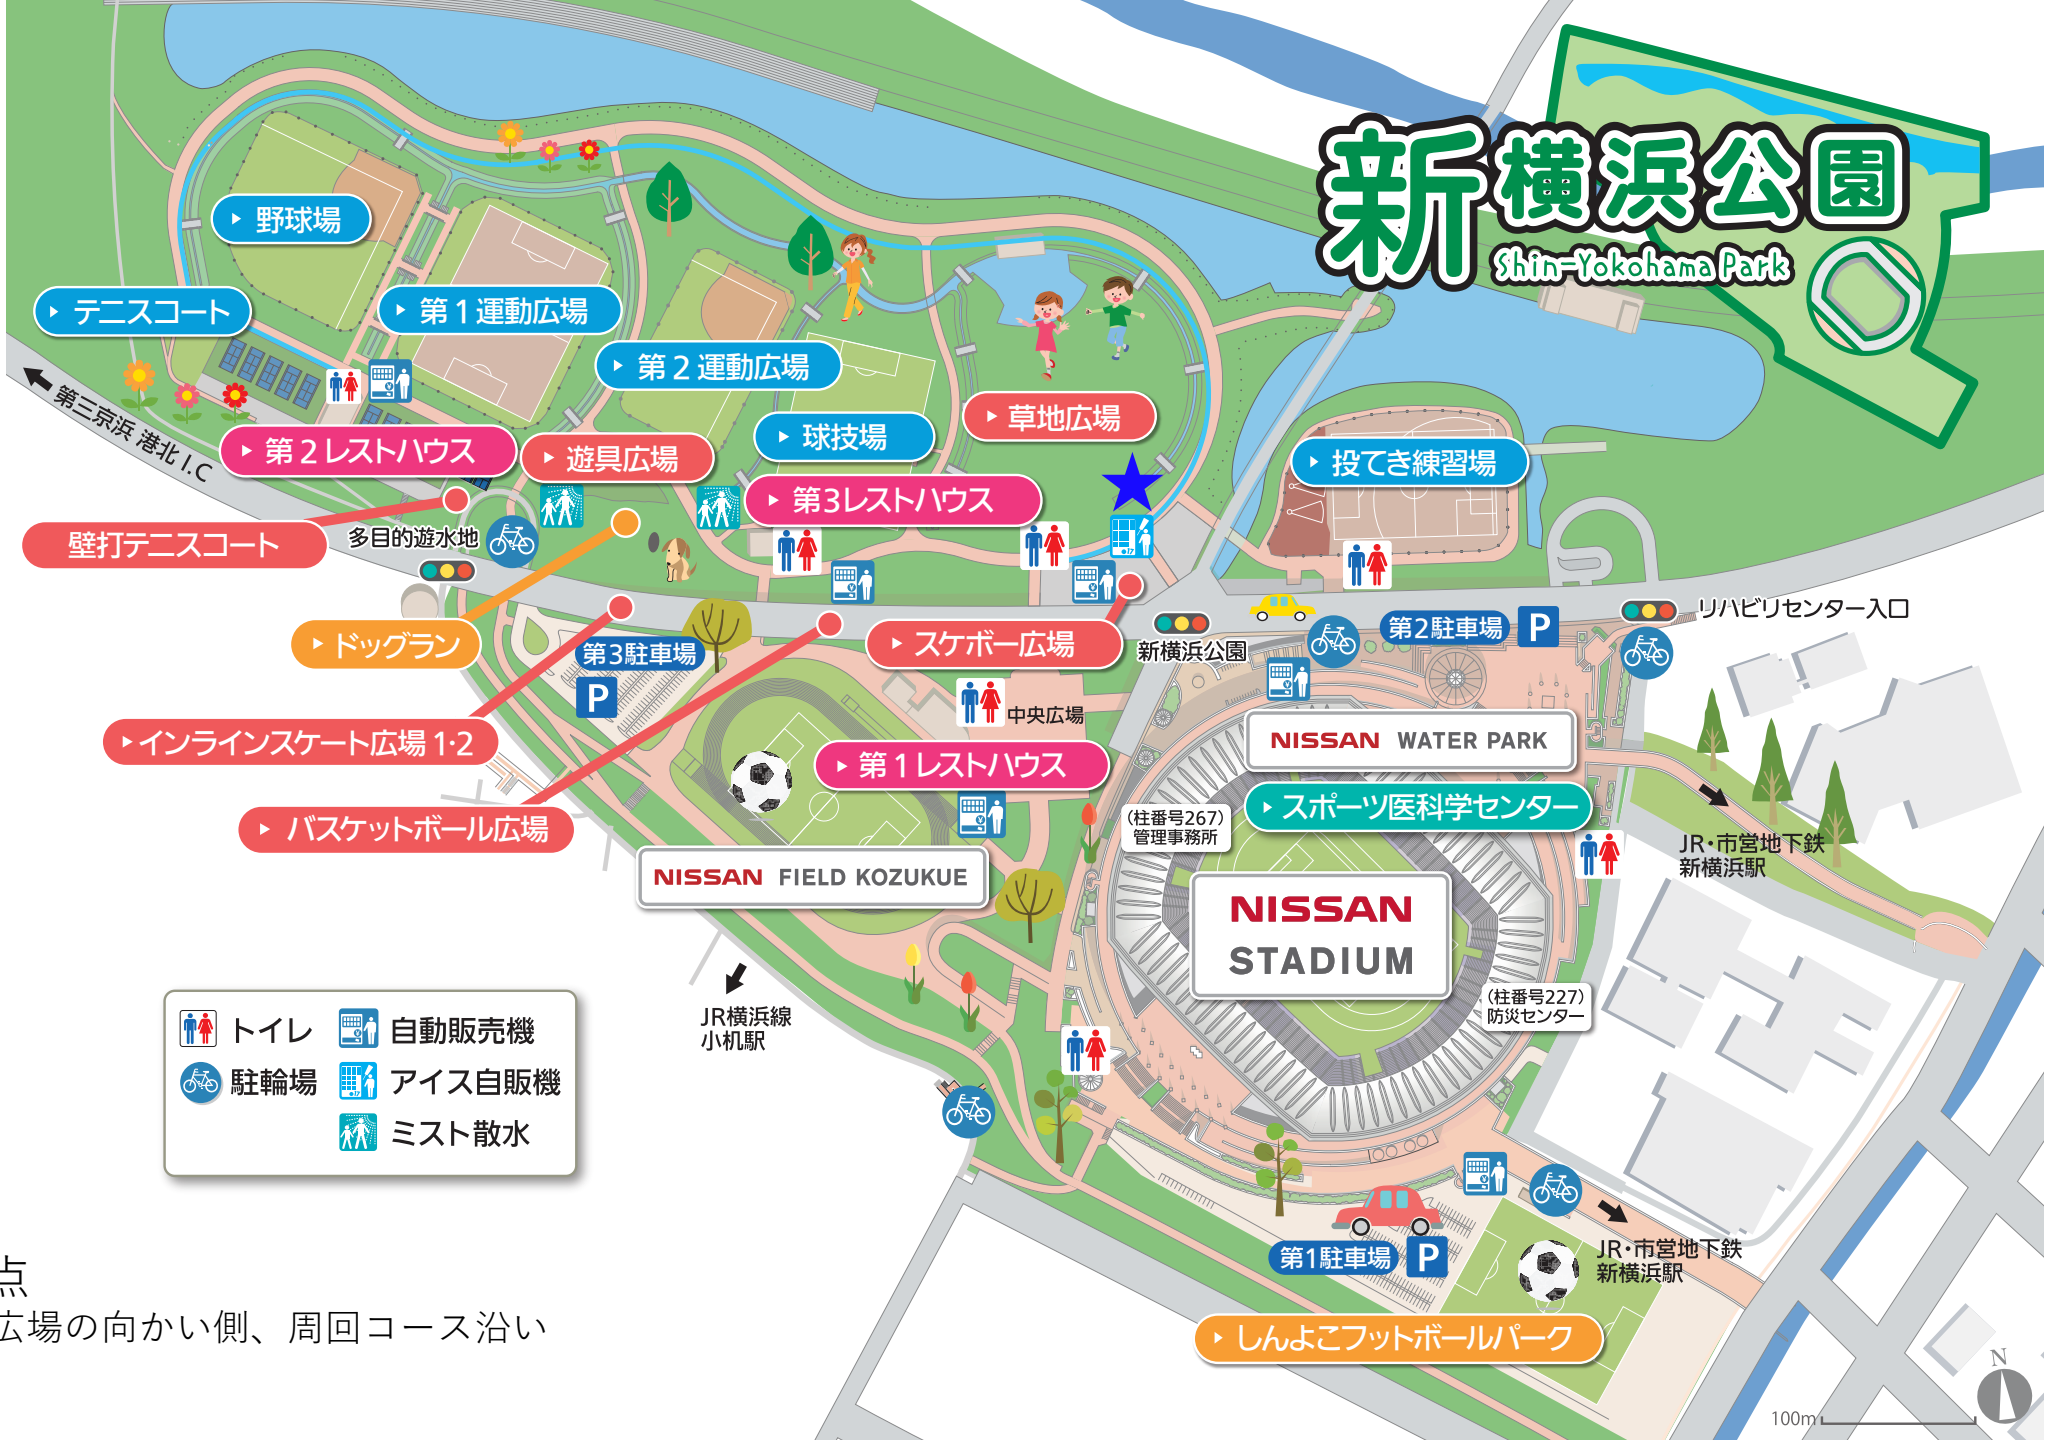 新横浜公園
Shin-Yokohama Park
野球場
テニスコート
第1運動広場
第2運動広場
球技場
草地広場
投てき練習場
第三京浜 港北 I.C
第2レストハウス
遊具広場
第3レストハウス
壁打テニスコート
多目的遊水地
ドッグラン
第3駐車場
P
スケボー広場
新横浜公園
第2駐車場
P
リハビリセンター入口
インラインスケート広場 1·2
中央広場
第1レストハウス
バスケットボール広場
NISSAN WATER PARK
スポーツ医科学センター
(柱番号267)
管理事務所
JR・市営地下鉄
新横浜駅
NISSAN FIELD KOZUKUE
NISSAN
STADIUM
(柱番号227)
防災センター
JR横浜線
小机駅
トイレ
自動販売機
駐輪場
アイス自販機
ミスト散水
第1駐車場
P
JR・市営地下鉄
新横浜駅
しんよこフットボールパーク
点
広場の向かい側、周回コース沿い
N
100m